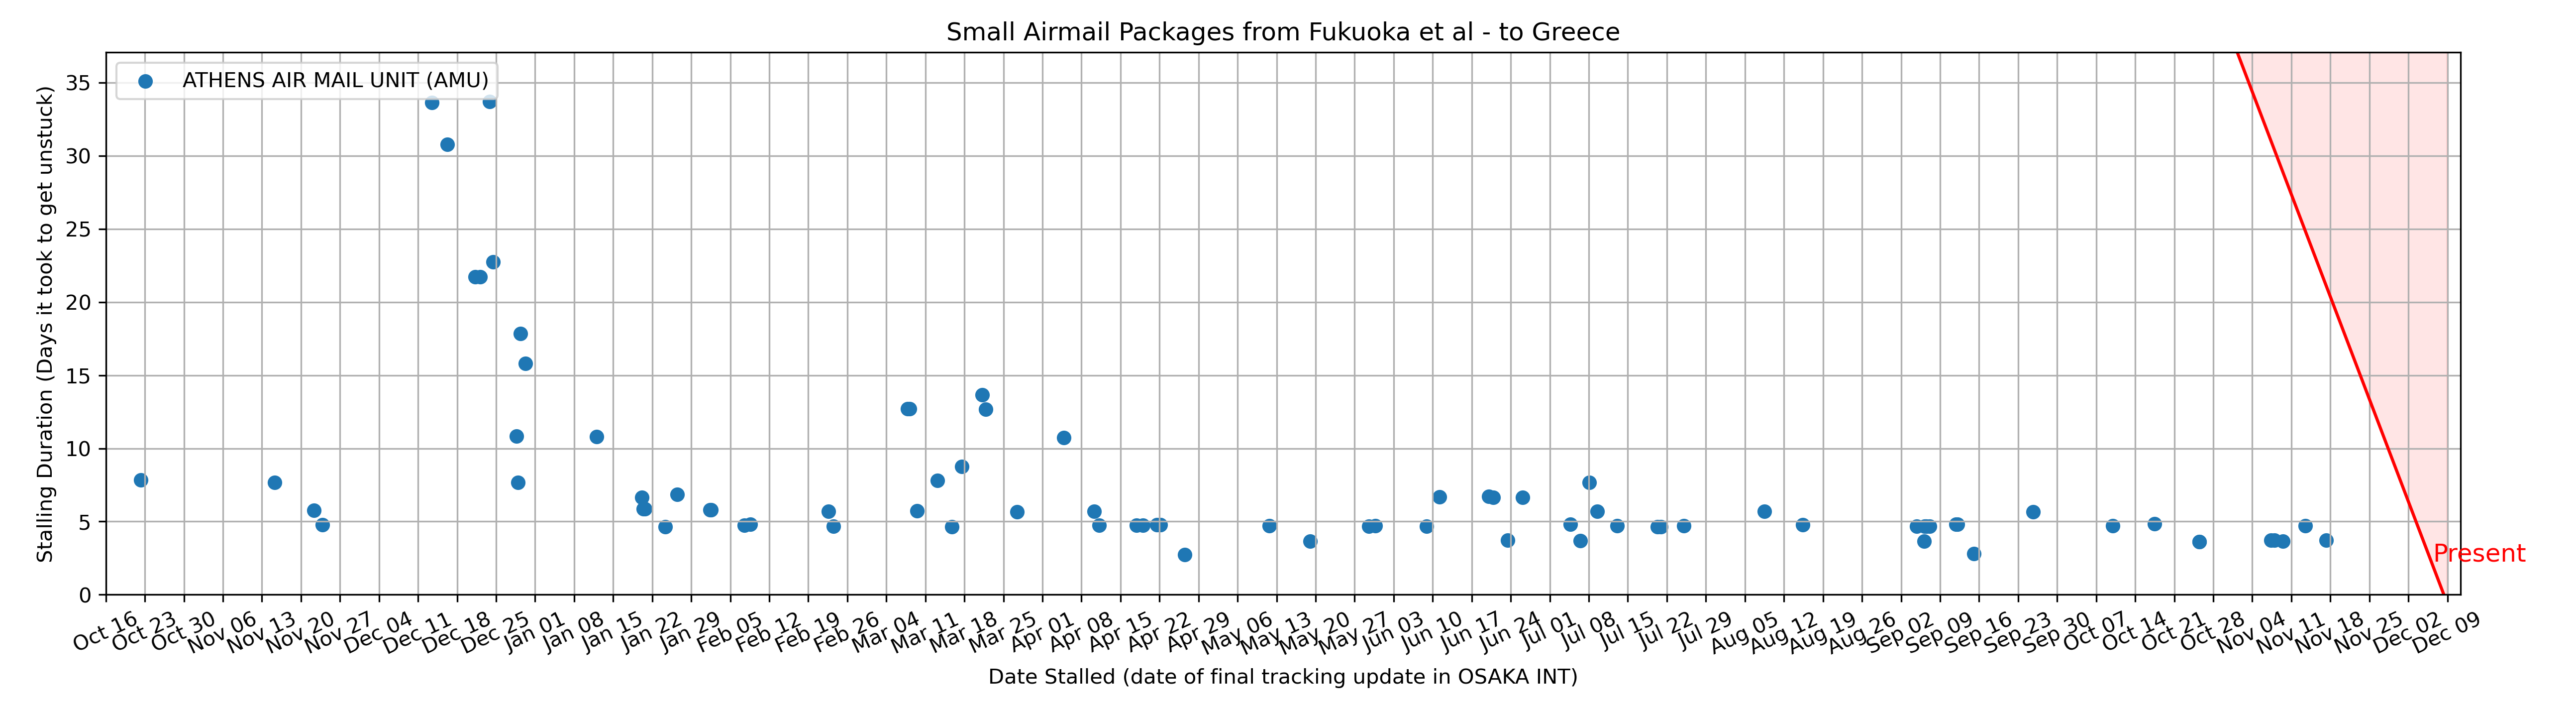 Small Airmail Packages from Fukuoka et al - to Greece
ATHENS AIR MAIL UNIT (AMU)
Stalling Duration (Days it took to get unstuck)
35
30
25
20
15
10
5
0
Present
Oct 16
Oct 23
Oct 30
Nov 06
Nov 13
Nov 20
Nov 27
Dec 04
Dec 11
Dec 18
Dec 25
Jan 01
Jan 08
Jan 15
Jan 22
Jan 29
Feb 05
Feb 12
Feb 19
Feb 26
Mar 04
Mar 11
Mar 18
Mar 25
Apr 01
Apr 08
Apr 15
Apr 22
Apr 29
May 06
May 13
May 20
May 27
Jun 03
Jun 10
Jun 17
Jun 24
Jul 01
Jul 08
Jul 15
Jul 22
Jul 29
Aug 05
Aug 12
Aug 19
Aug 26
Sep 02
Sep 09
Sep 16
Sep 23
Sep 30
Oct 07
Oct 14
Oct 21
Oct 28
Nov 04
Nov 11
Nov 18
Nov 25
Dec 02
Dec 09
Date Stalled (date of final tracking update in OSAKA INT)